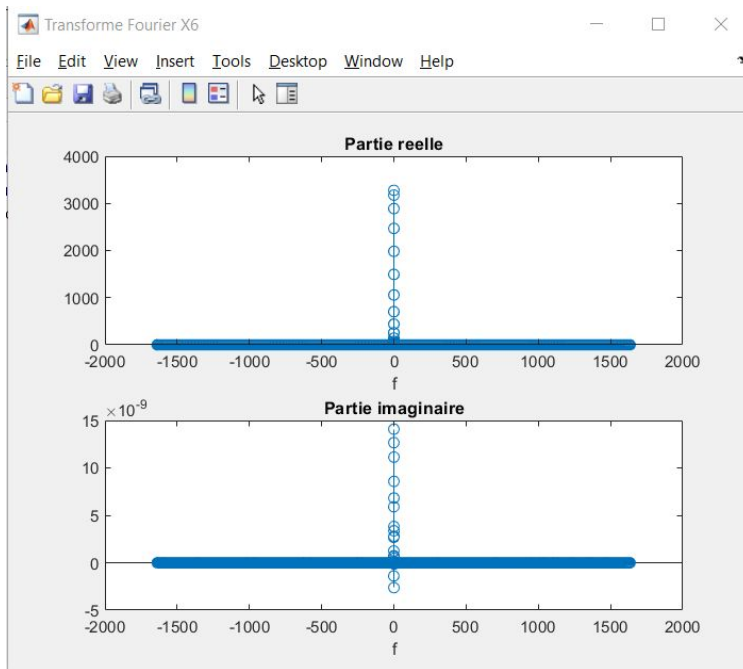 Transforme Fourier X6
File Edit View Insert Tools Desktop Window Help
Partie reelle
4000
3000
2000
1000
0
-2000 -1500 -1000 -500 0 500 1000 1500 2000
f
Partie imaginaire
×10⁻⁹
15
10
5
0
-5
-2000 -1500 -1000 -500 0 500 1000 1500 2000
f